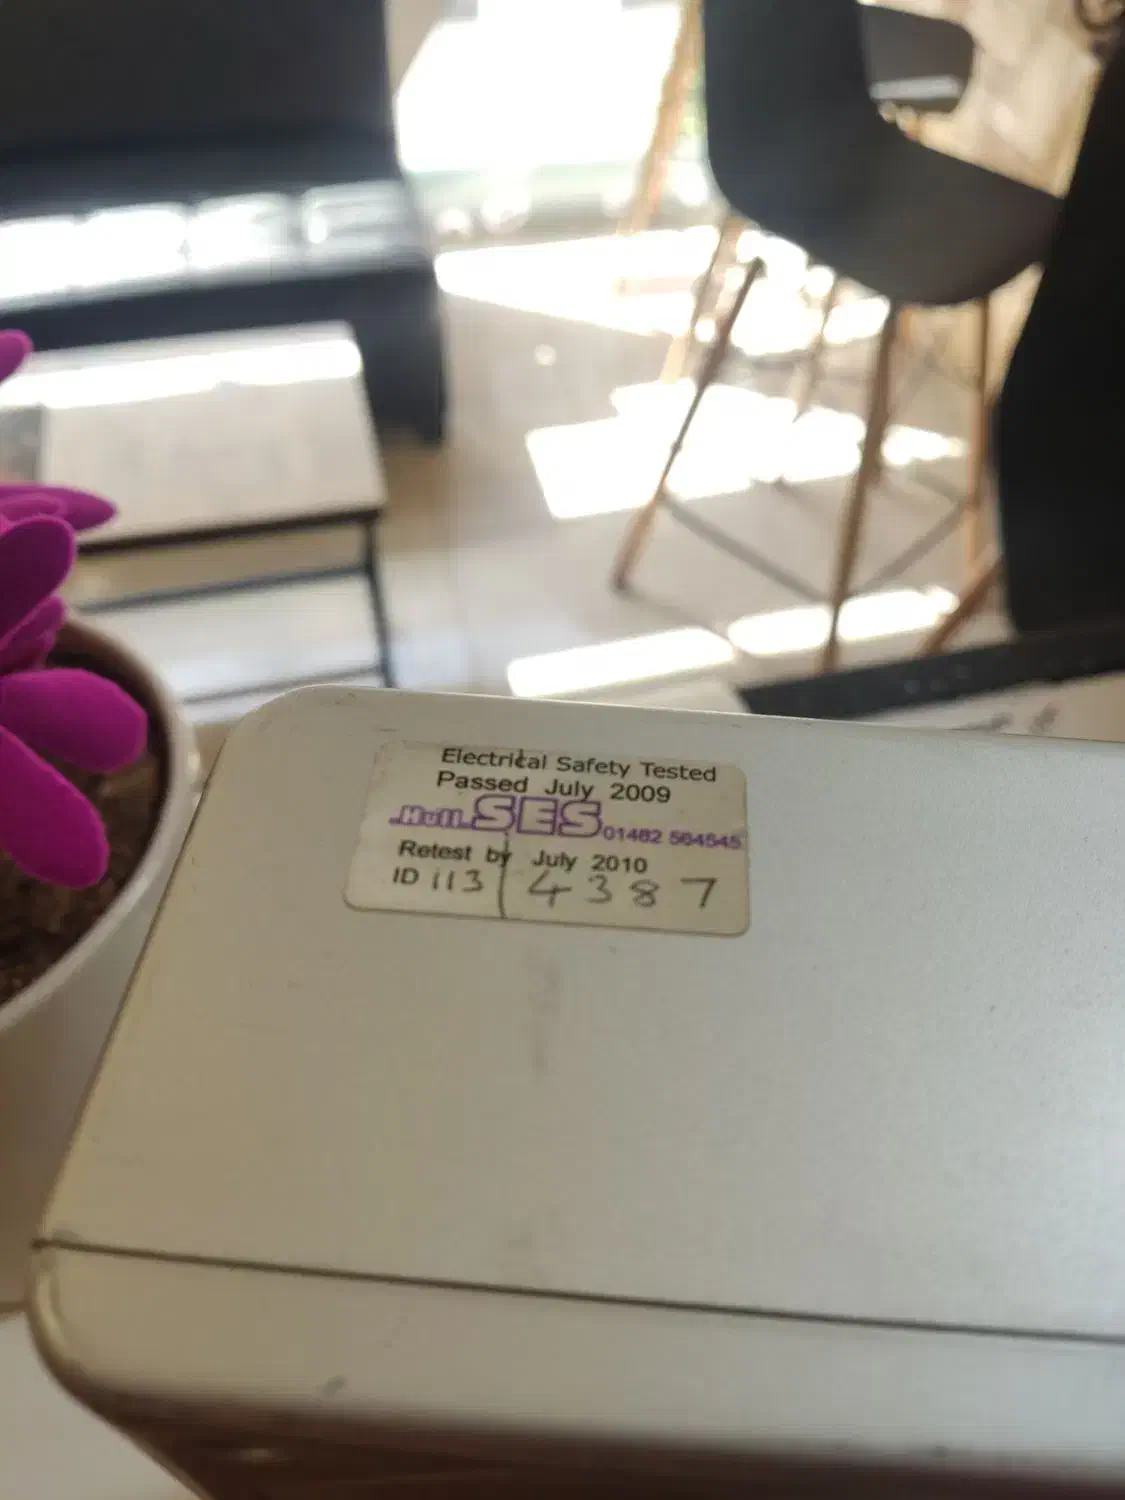 Electrical Safety Tested
Passed July 2009
Hull SES 01482 564545
Retest by July 2010
ID 113 4387